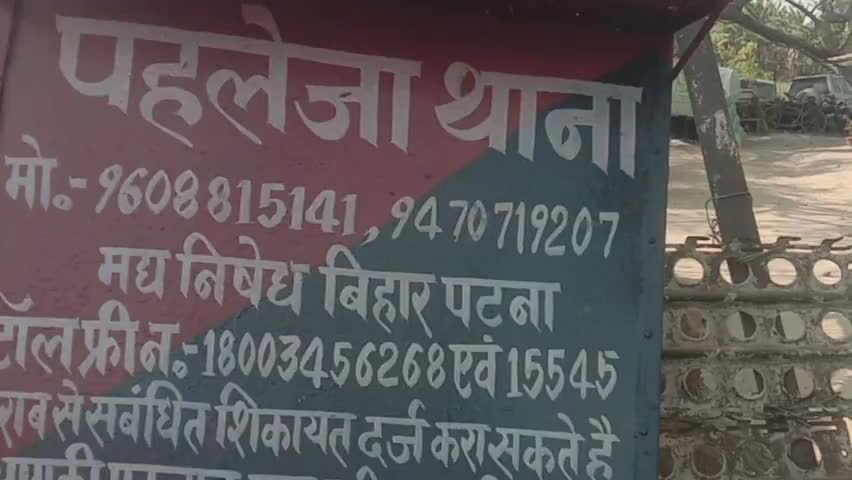 पहलेजा थाना
मो॰- 9608815141, 9470719207
मद्य निषेध बिहार पटना
टॉल फ्री न॰- 18003456268 एवं 15545
से सबंधित शिकायत दर्ज करा सकते है